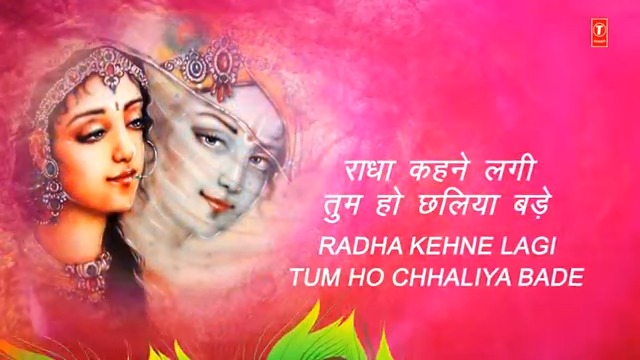 राधा कहने लगी
तुम हो छलिया बड़े
RADHA KEHNE LAGI
TUM HO CHHALIYA BADE